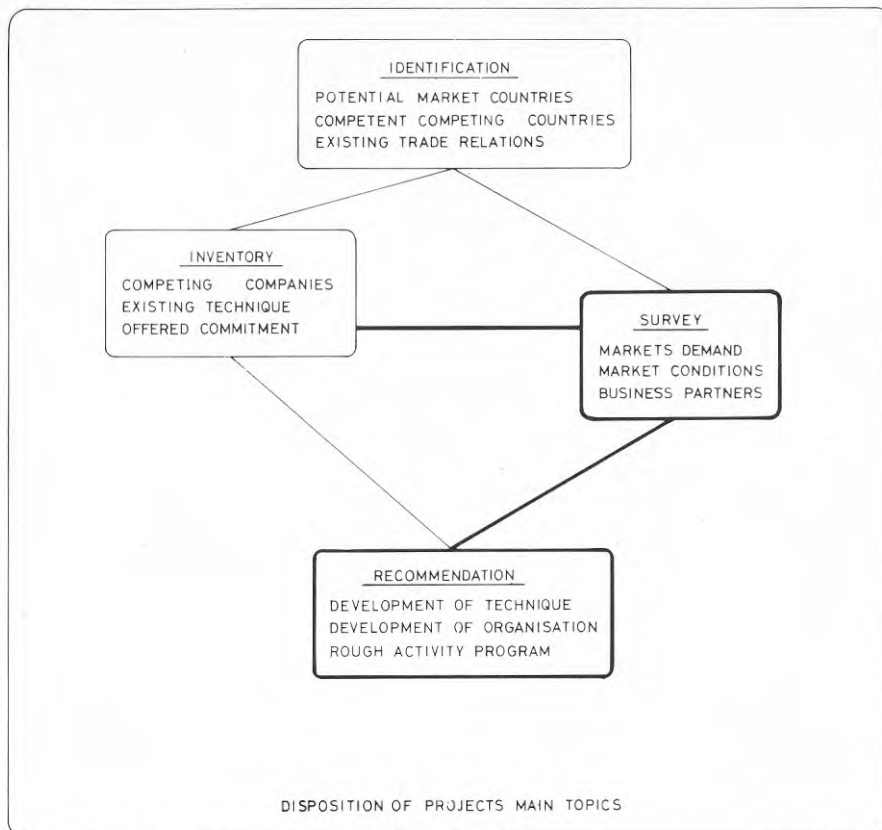 IDENTIFICATION
POTENTIAL MARKET COUNTRIES
COMPETENT COMPETING COUNTRIES
EXISTING TRADE RELATIONS
INVENTORY
COMPETING COMPANIES
EXISTING TECHNIQUE
OFFERED COMMITMENT
SURVEY
MARKETS DEMAND
MARKET CONDITIONS
BUSINESS PARTNERS
RECOMMENDATION
DEVELOPMENT OF TECHNIQUE
DEVELOPMENT OF ORGANISATION
ROUGH ACTIVITY PROGRAM
DISPOSITION OF PROJECTS MAIN TOPICS